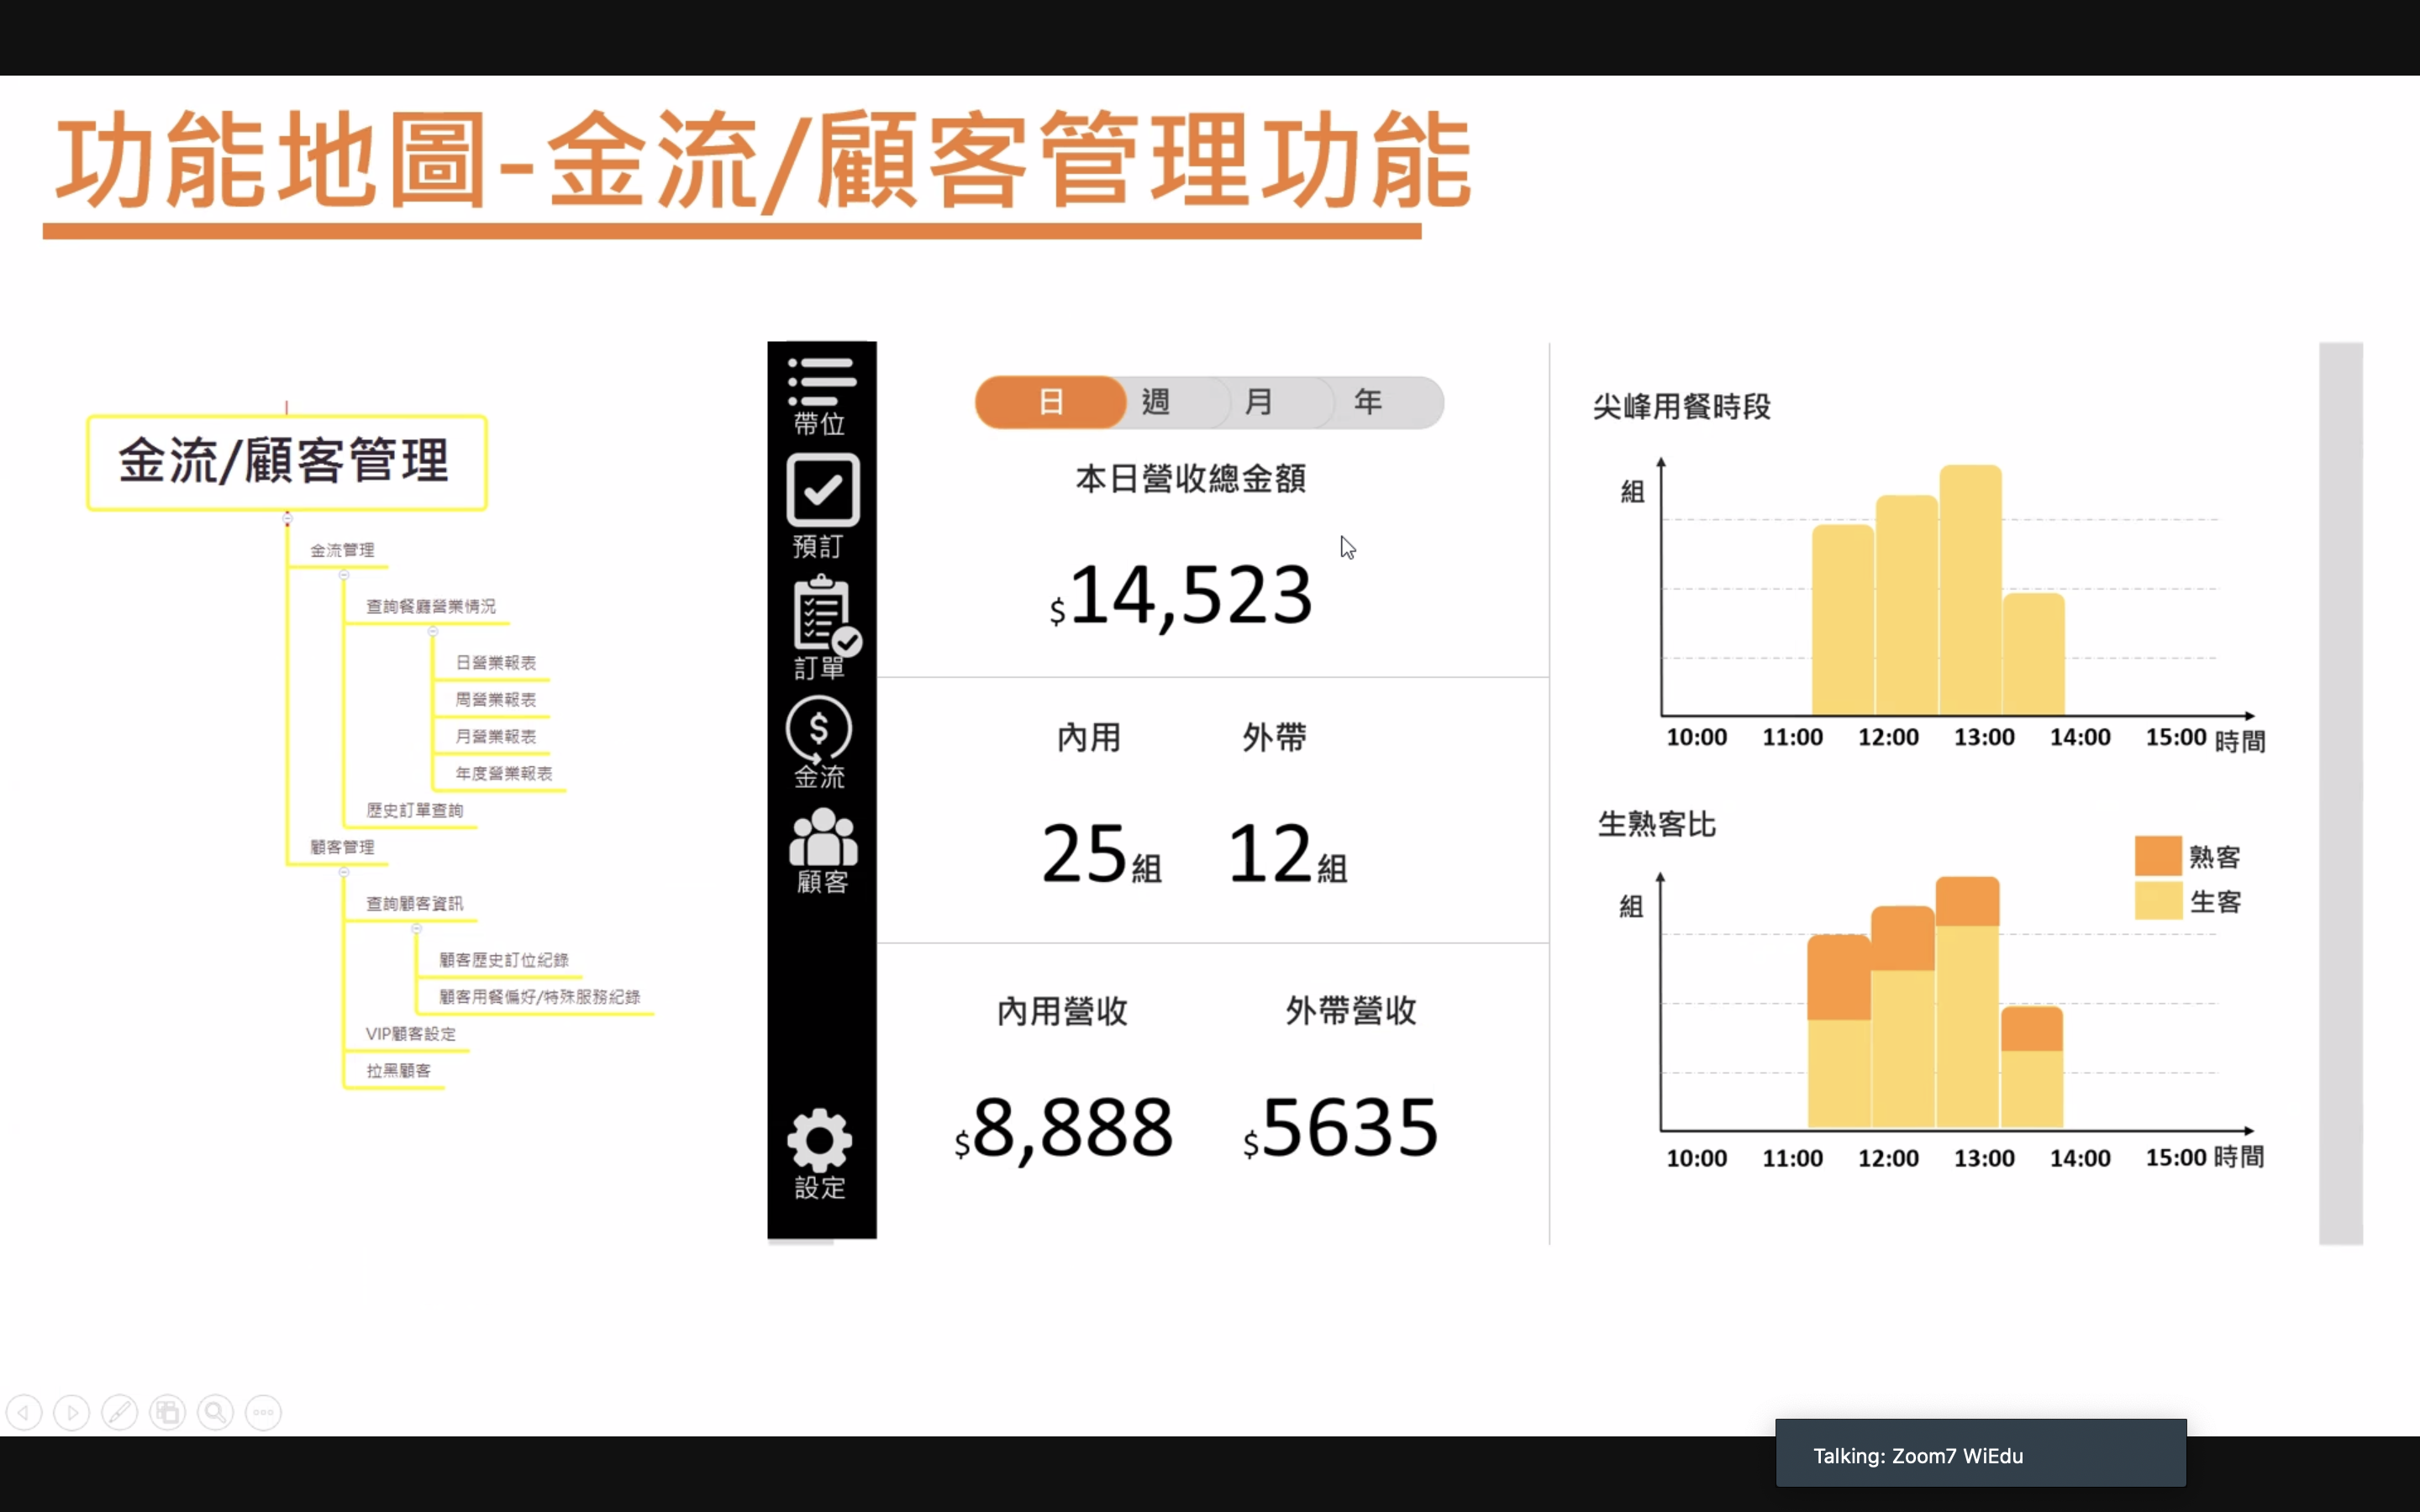 功能地圖-金流/顧客管理功能
金流/顧客管理
金流管理
查詢餐廳營業情況
日營業報表
周營業報表
月營業報表
年度營業報表
歷史訂單查詢
顧客管理
查詢顧客資訊
顧客歷史訂位紀錄
顧客用餐偏好/特殊服務紀錄
VIP顧客設定
拉黑顧客
帶位
預訂
訂單
金流
顧客
設定
日 週 月 年
本日營收總金額
$14,523
內用 外帶
25組 12組
內用營收 外帶營收
$8,888 $5635
尖峰用餐時段
組
10:00 11:00 12:00 13:00 14:00 15:00 時間
生熟客比
熟客
生客
組
10:00 11:00 12:00 13:00 14:00 15:00 時間
Talking: Zoom7 WiEdu